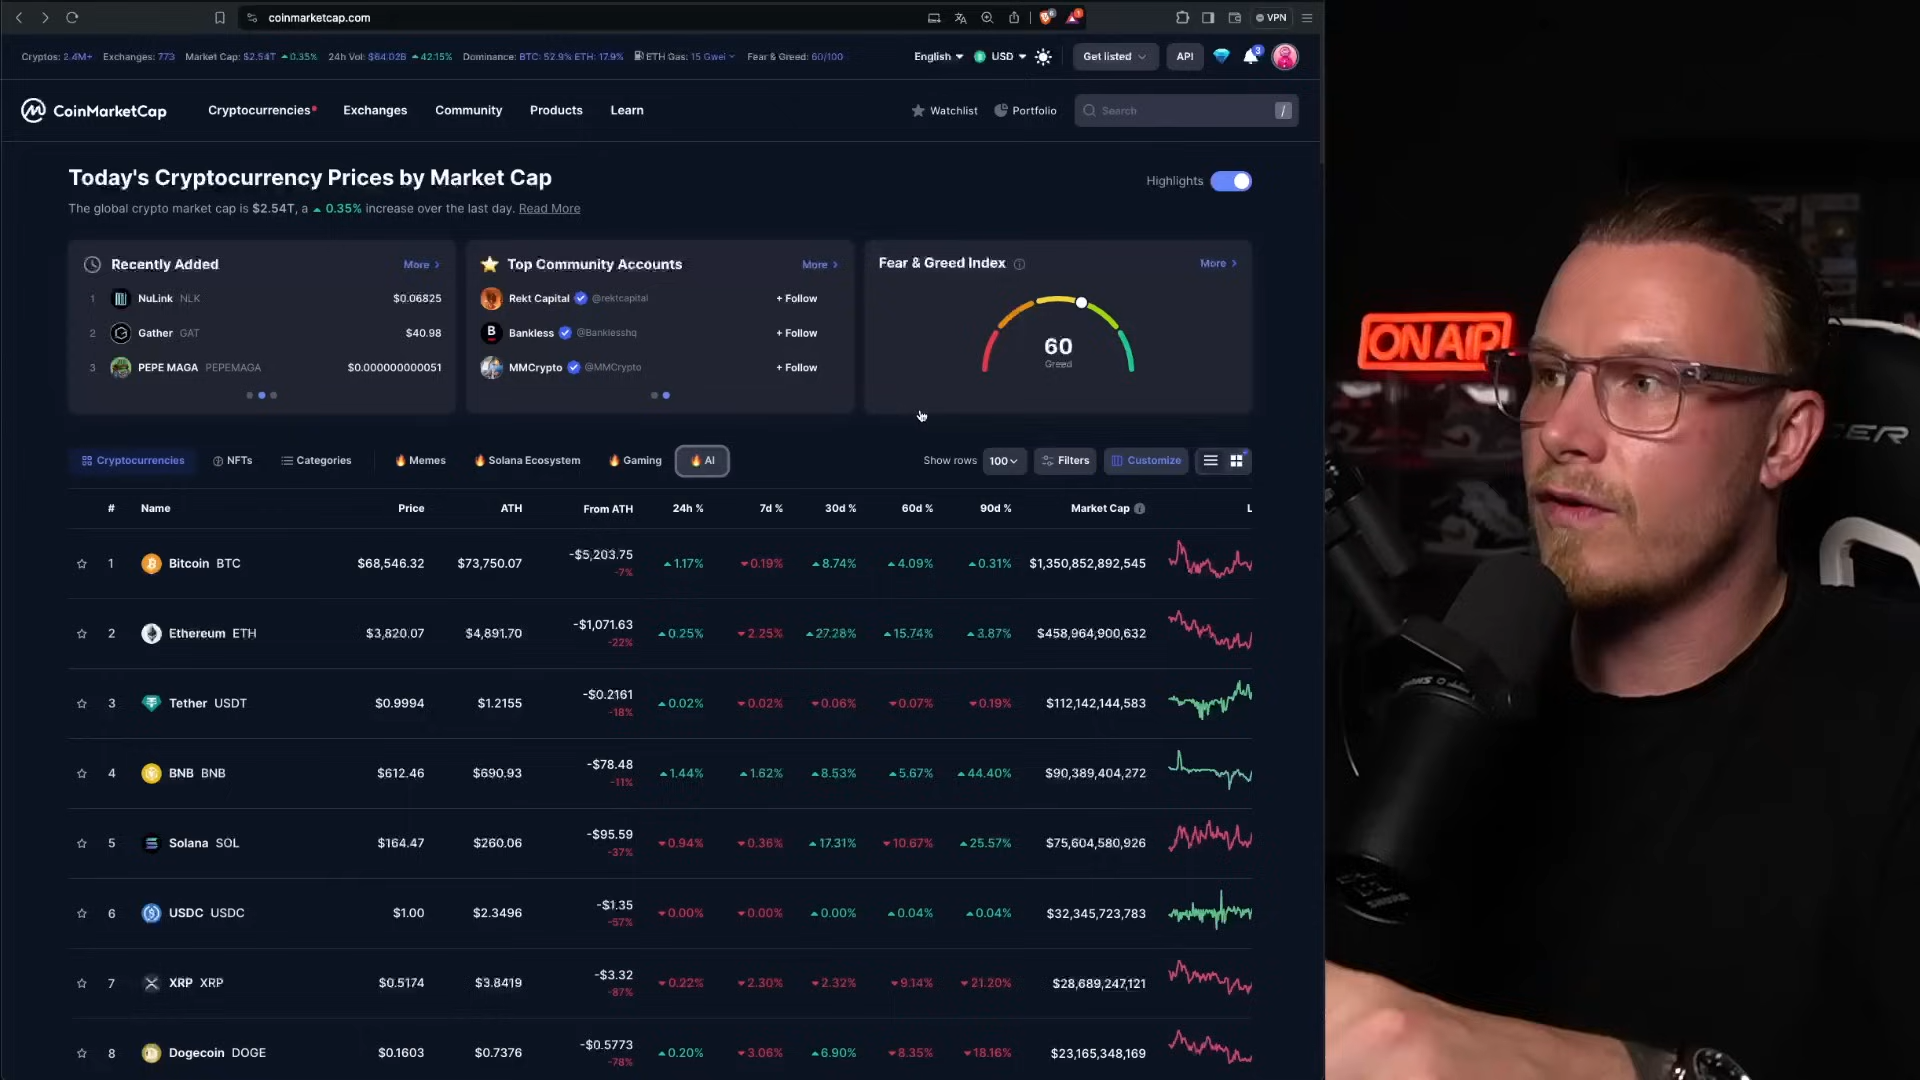 coinmarketcap.com
VPN
Cryptos: 2.4M+ Exchanges: 773 Market Cap: $2.54T 0.35% 24h Vol: $64.02B 42.15% Dominance: BTC: 52.9% ETH: 17.9% ETH Gas: 15 Gwei Fear & Greed: 60/100
English USD Get listed API 3
CoinMarketCap Cryptocurrencies Exchanges Community Products Learn Watchlist Portfolio Search /
Today's Cryptocurrency Prices by Market Cap
Highlights
The global crypto market cap is $2.54T, a 0.35% increase over the last day. Read More
Recently Added More >
1 NuLink NLK $0.06825
2 Gather GAT $40.98
3 PEPE MAGA PEPEMAGA $0.000000000051
Top Community Accounts More >
Rekt Capital @rektcapital + Follow
B Bankless @Banklesshq + Follow
MMCrypto @MMCrypto + Follow
Fear & Greed Index More >
60
Greed
Cryptocurrencies NFTs Categories Memes Solana Ecosystem Gaming AI Show rows 100 Filters Customize
# Name Price ATH From ATH 24h % 7d % 30d % 60d % 90d % Market Cap L
1 Bitcoin BTC $68,546.32 $73,750.07 -$5,203.75 1.17% 0.19% 8.74% 4.09% 0.31% $1,350,852,892,545
-7%
2 Ethereum ETH $3,820.07 $4,891.70 -$1,071.63 0.25% 2.25% 27.28% 15.74% 3.87% $458,964,900,632
-22%
3 Tether USDT $0.9994 $1.2155 -$0.2161 0.02% 0.02% 0.06% 0.07% 0.19% $112,142,144,583
-18%
4 BNB BNB $612.46 $690.93 -$78.48 1.44% 1.62% 8.53% 5.67% 44.40% $90,389,404,272
-11%
5 Solana SOL $164.47 $260.06 -$95.59 0.94% 0.36% 17.31% 10.67% 25.57% $75,604,580,926
-37%
6 USDC USDC $1.00 $2.3496 -$1.35 0.00% 0.00% 0.00% 0.04% 0.04% $32,345,723,783
-57%
7 XRP XRP $0.5174 $3.8419 -$3.32 0.22% 2.30% 2.32% 9.14% 21.20% $28,689,247,121
-87%
8 Dogecoin DOGE $0.1603 $0.7376 -$0.5773 0.20% 3.06% 6.90% 8.35% 18.16% $23,165,348,169
-78%
ON AIR